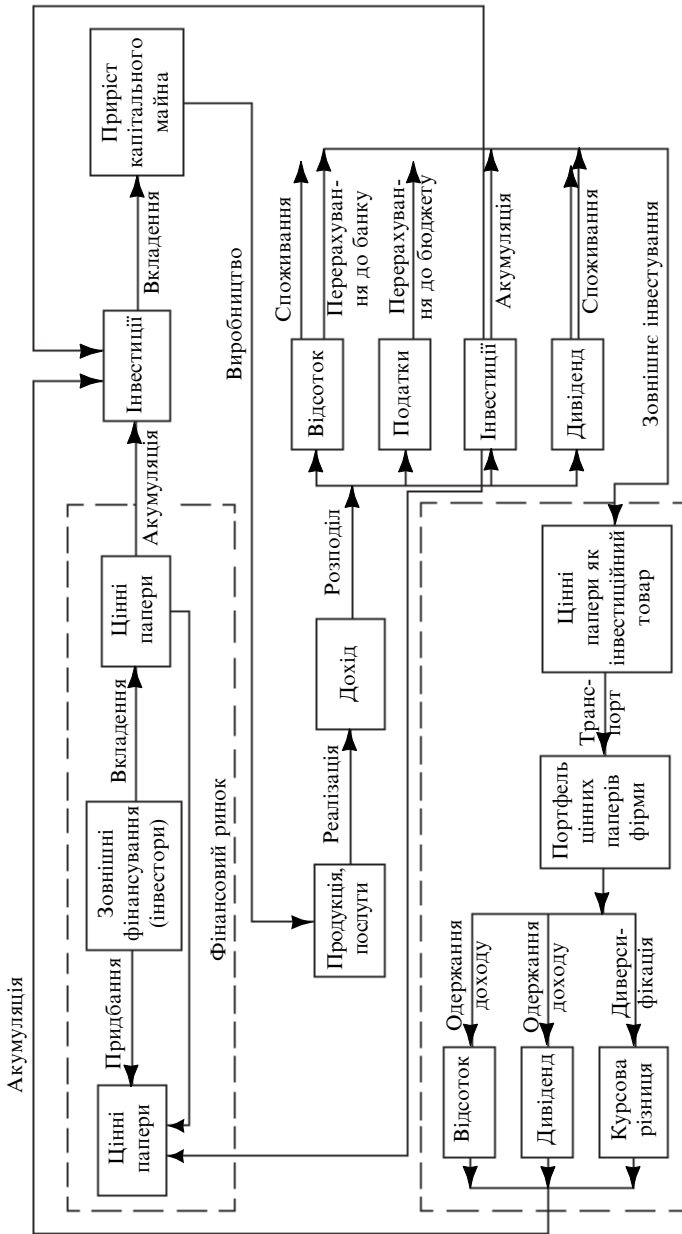 Акумуляція
Цінні
папери
Придбання
Зовнішні
фінансування
(інвестори)
Вкладення
Цінні
папери
Акумуляція
Інвестиції
Вкладення
Приріст
капітального
майна
Фінансовий ринок
Виробництво
Продукція,
послуги
Реалізація
Дохід
Розподіл
Відсоток
Споживання
Перерахуван-
ня до банку
Податки
Перерахуван-
ня до бюджету
Інвестиції
Акумуляція
Дивіденд
Споживання
Зовнішнє інвестування
Відсоток
Одержання
доходу
Дивіденд
Одержання
доходу
Курсова
різниця
Диверси-
фікація
Портфель
цінних
паперів
фірми
Транс-
порт
Цінні
папери як
інвестиційний
товар